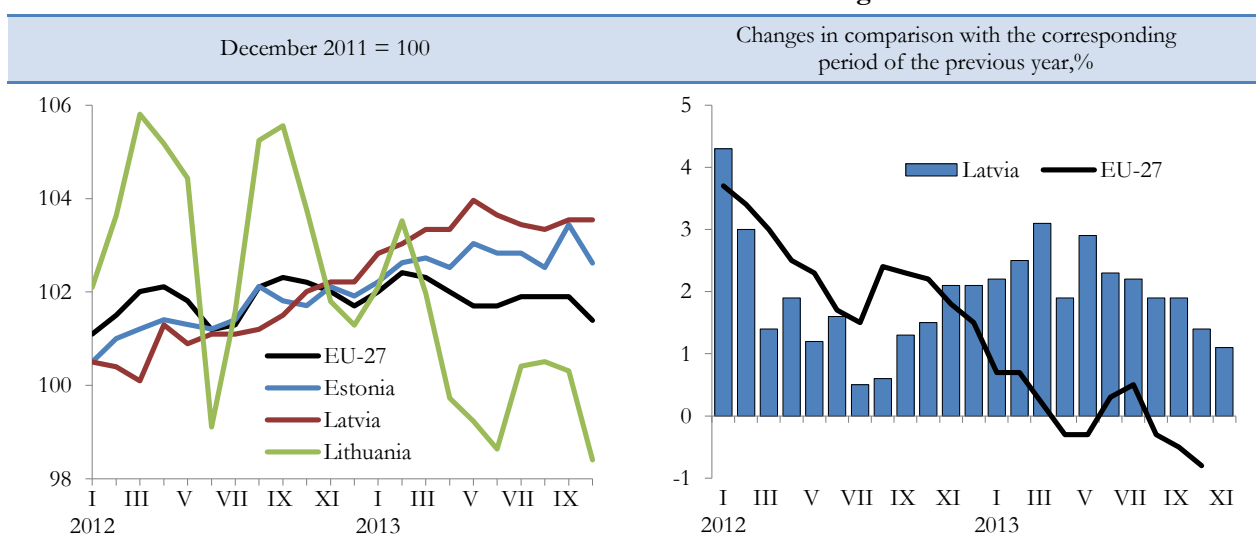 December 2011 = 100
Changes in comparison with the corresponding
period of the previous year,%
106
104
102
100
98
EU-27
Estonia
Latvia
Lithuania
I III V VII IX XI I III V VII IX
2012 2013
5
4
3
2
1
0
-1
Latvia EU-27
I III V VII IX XI I III V VII IX XI
2012 2013